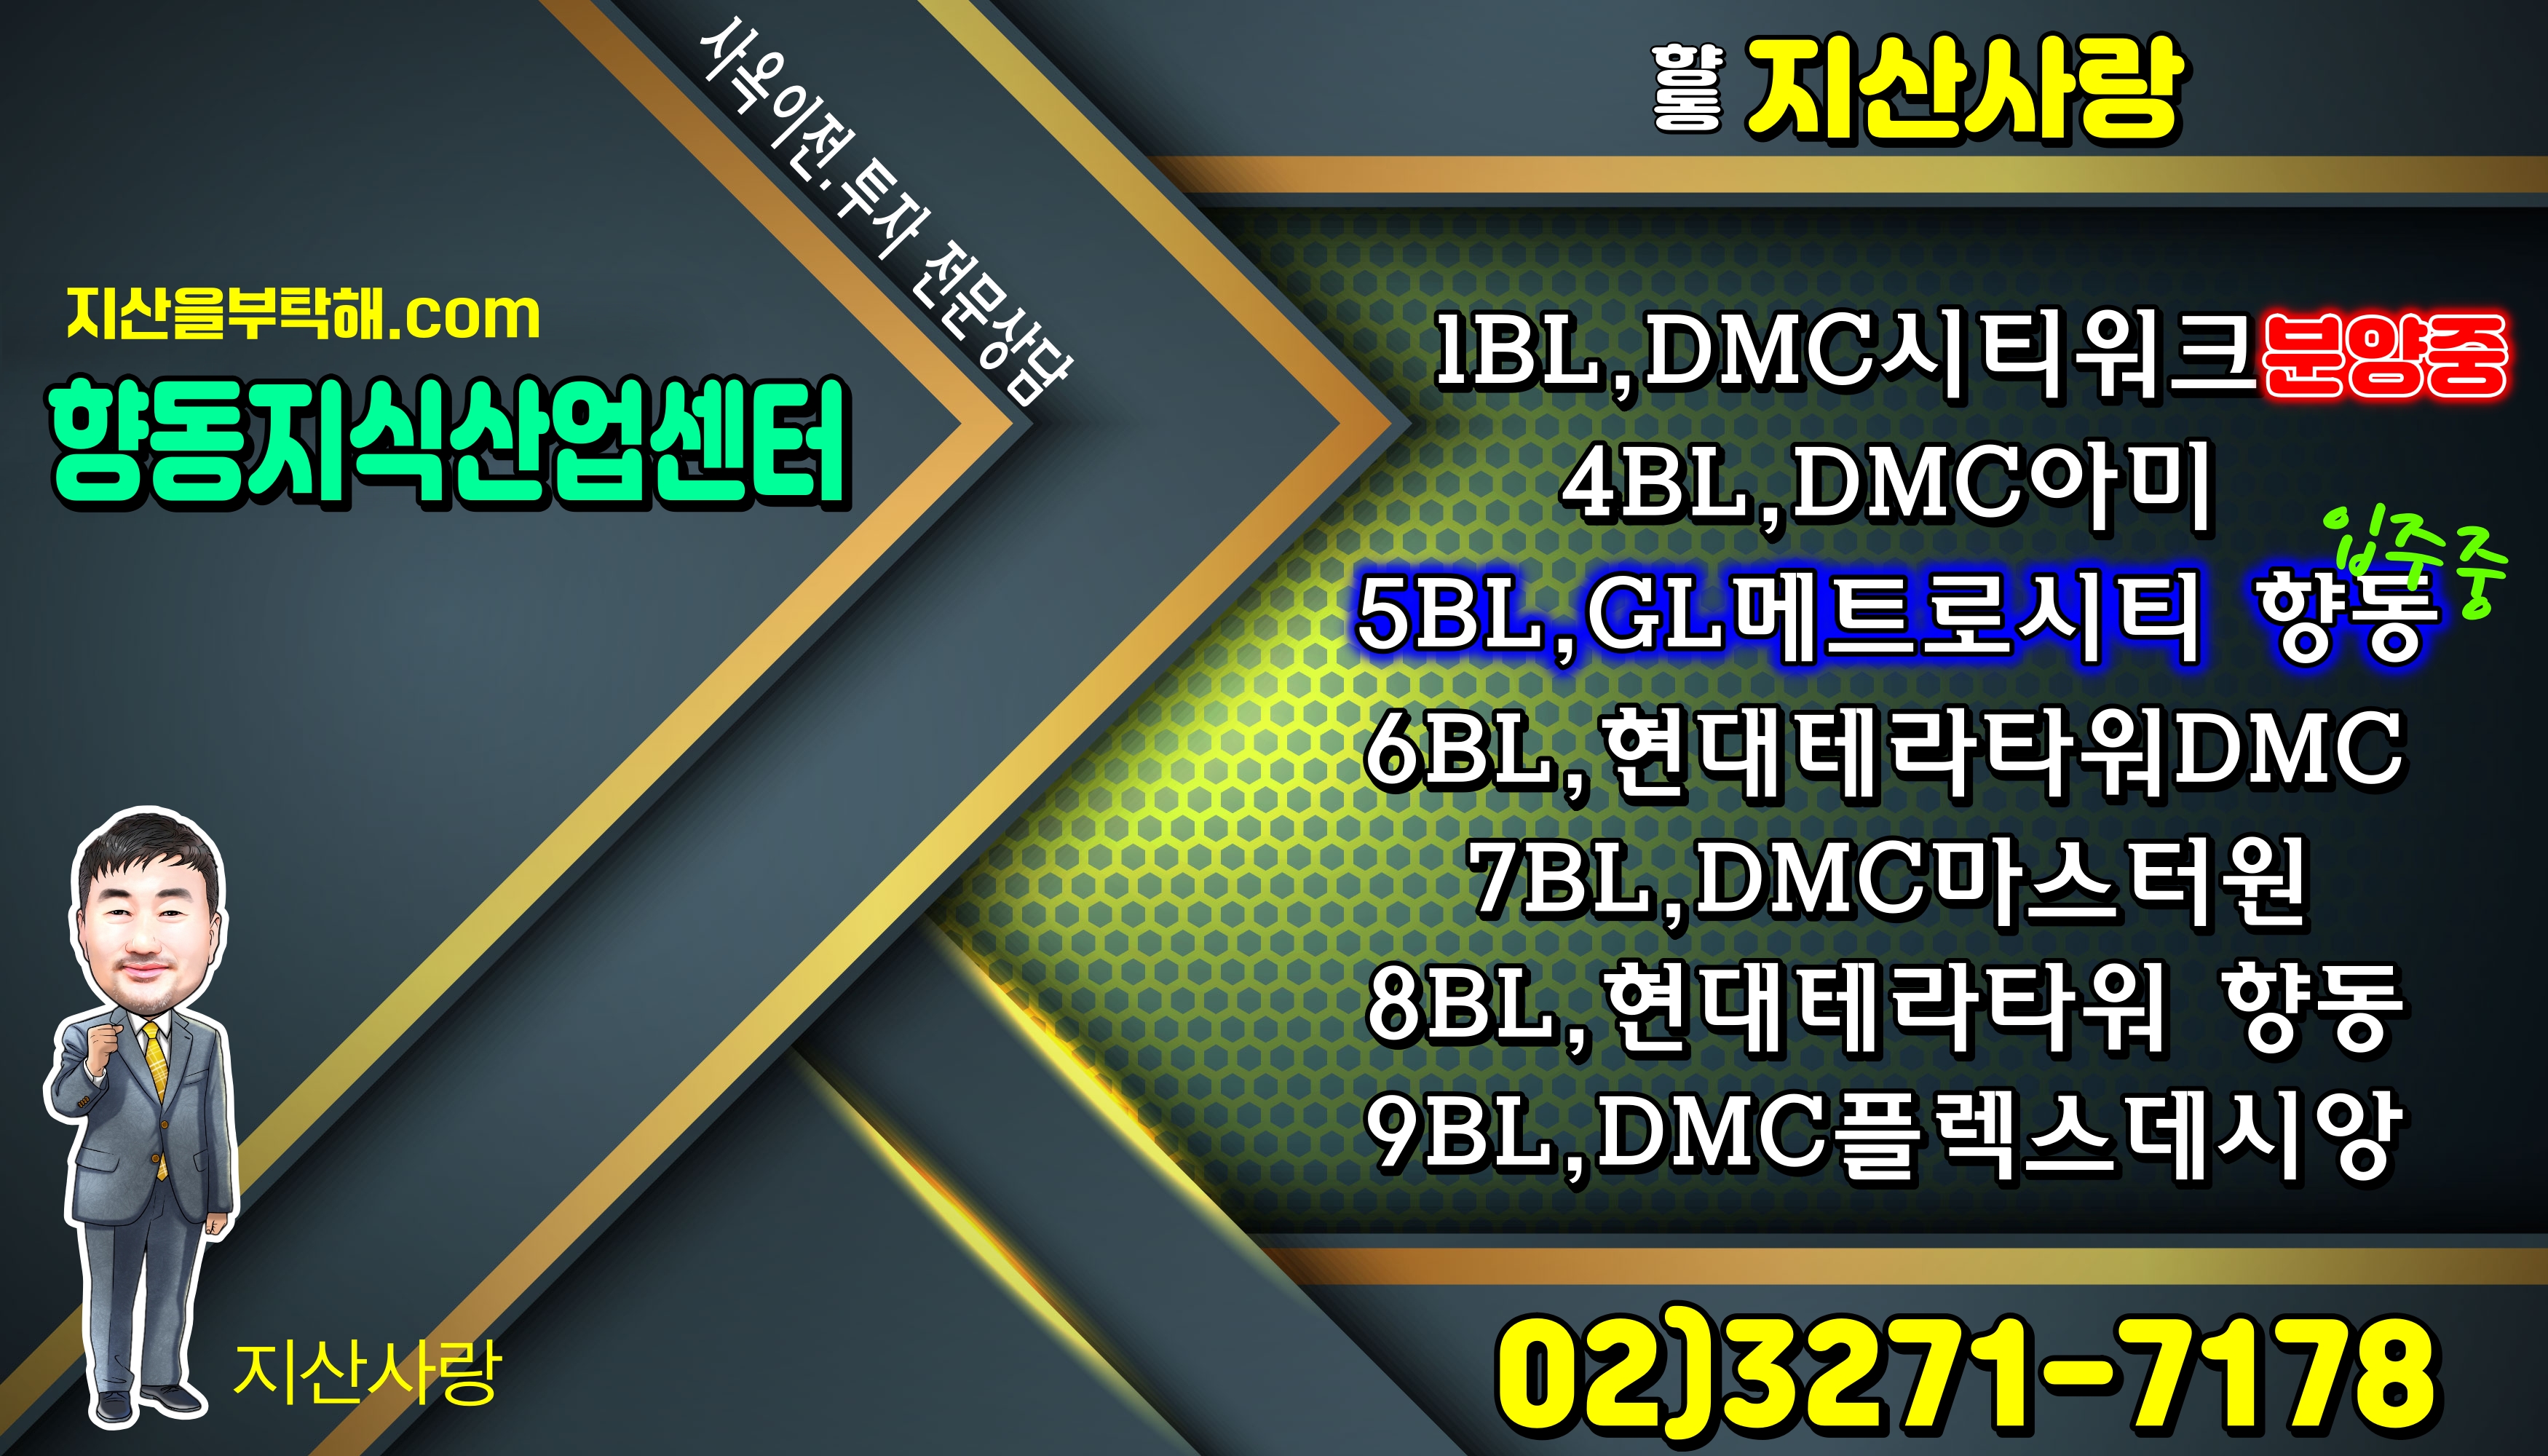 사옥이전.투자 전문상담
지산을부탁해.com
향동지식산업센터
지산사랑
향동 지산사랑
1BL,DMC시티워크분양중
4BL,DMC아미
입주중
5BL,GL메트로시티 향동
6BL,현대테라타워DMC
7BL,DMC마스터원
8BL,현대테라타워 향동
9BL,DMC플렉스데시앙
02)3271-7178